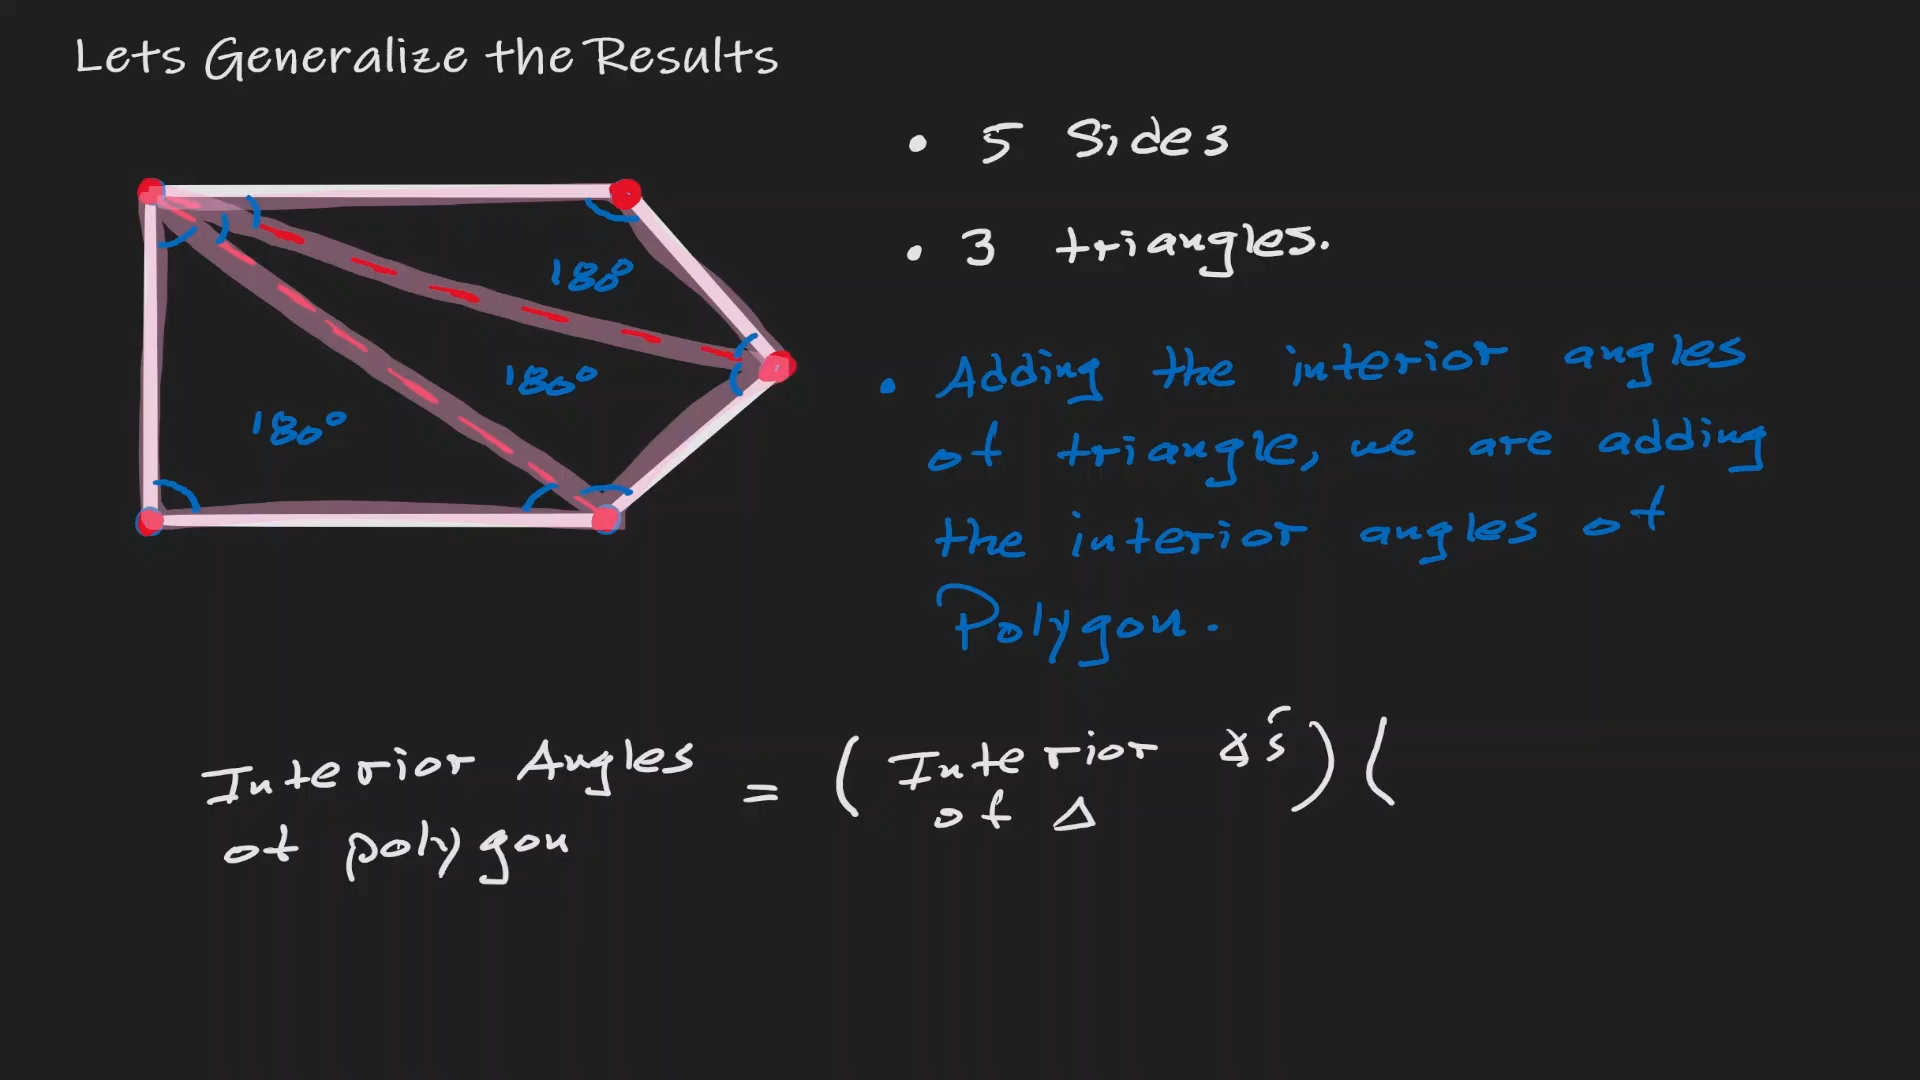 Lets Generalize the Results
• 5 Sides
• 3 triangles.
180°
180°
180°
• Adding the interior angles
of triangle, we are adding
the interior angles of
Polygon.
Interior Angles
of polygon
= (Interior ∡s
of Δ) (